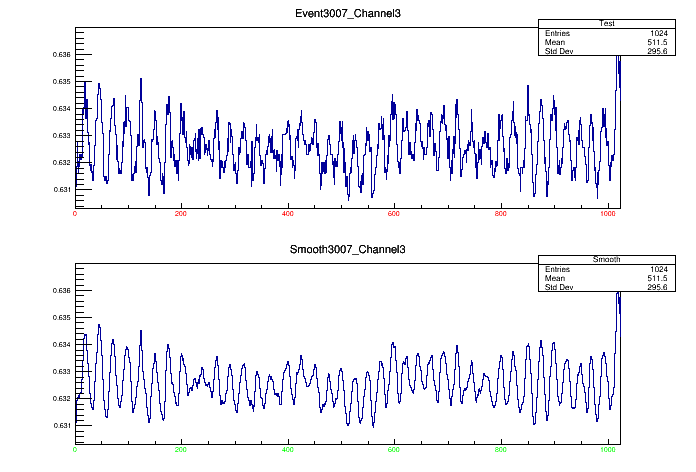 Event3007_Channel3
Test
Entries 1024
Mean 511.5
Std Dev 295.6
0.636
0.635
0.634
0.633
0.632
0.631
0 200 400 600 800 1000
Smooth3007_Channel3
Smooth
Entries 1024
Mean 511.5
Std Dev 295.6
0.636
0.635
0.634
0.633
0.632
0.631
0 200 400 600 800 1000